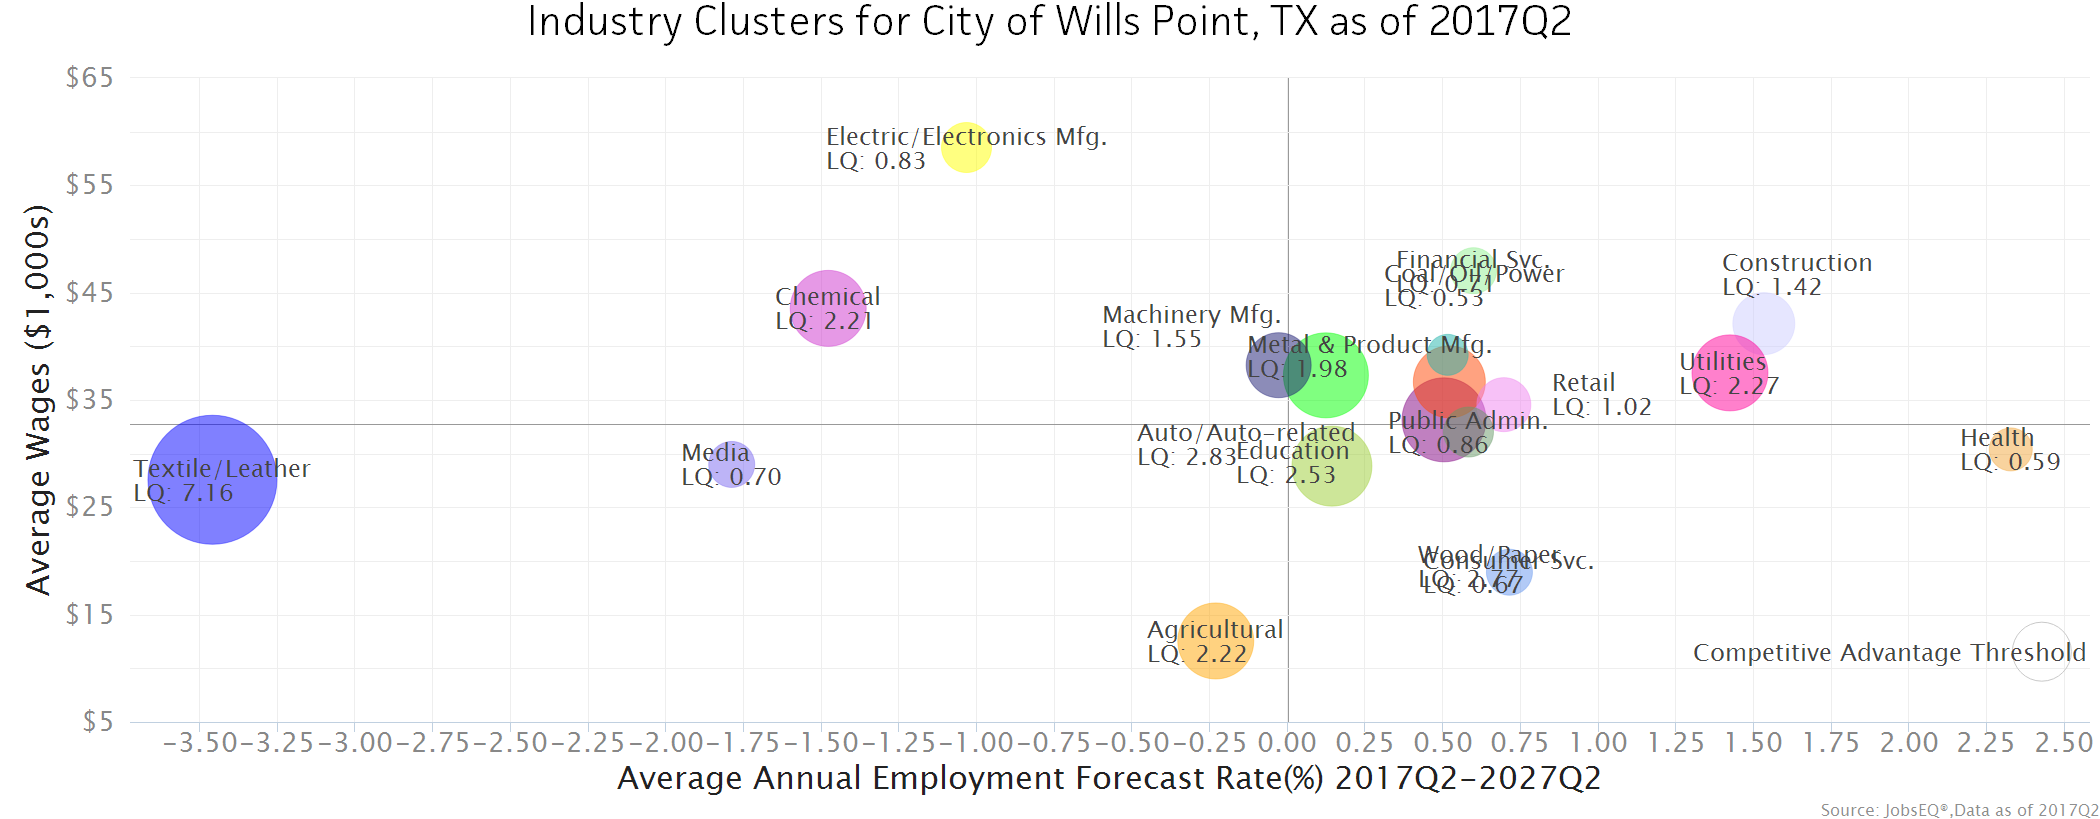 Industry Clusters for City of Wills Point, TX as of 2017Q2
$65
$55
$45
$35
$25
$15
$5
Average Wages ($1,000s)
Electric/Electronics Mfg.
LQ: 0.83
Financial Svc.
LQ: 0.71
Coal/Oil/Power
LQ: 0.53
Construction
LQ: 1.42
Chemical
LQ: 2.21
Machinery Mfg.
LQ: 1.55
Metal & Product Mfg.
LQ: 1.98
Utilities
LQ: 2.27
Retail
LQ: 1.02
Public Admin.
LQ: 0.86
Auto/Auto-related
LQ: 2.83
Education
LQ: 2.53
Health
LQ: 0.59
Media
LQ: 0.70
Textile/Leather
LQ: 7.16
Wood/Paper
LQ: 2.77
Consumer Svc.
LQ: 0.67
Agricultural
LQ: 2.22
Competitive Advantage Threshold
-3.50 -3.25 -3.00 -2.75 -2.50 -2.25 -2.00 -1.75 -1.50 -1.25 -1.00 -0.75 -0.50 -0.25 0.00 0.25 0.50 0.75 1.00 1.25 1.50 1.75 2.00 2.25 2.50
Average Annual Employment Forecast Rate(%) 2017Q2-2027Q2
Source: JobsEQ®,Data as of 2017Q2